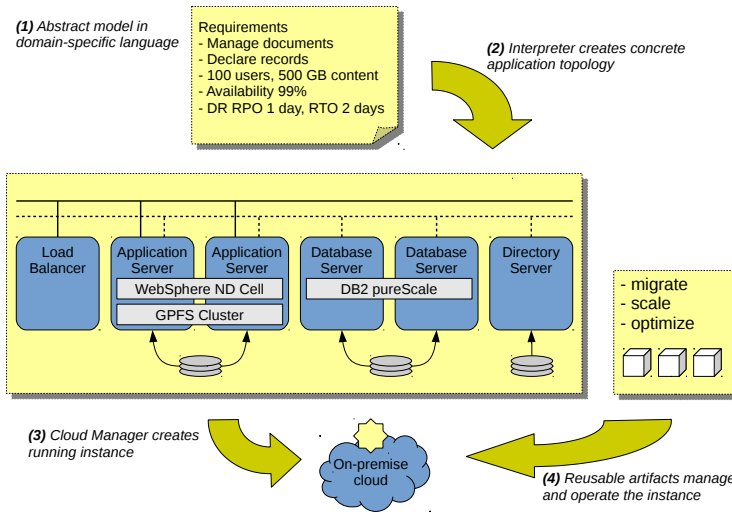 (1) Abstract model in
domain-specific language
Requirements
- Manage documents
- Declare records
- 100 users, 500 GB content
- Availability 99%
- DR RPO 1 day, RTO 2 days
(2) Interpreter creates concrete
application topology
Load
Balancer
Application
Server
Application
Server
Database
Server
Database
Server
Directory
Server
WebSphere ND Cell
GPFS Cluster
DB2 pureScale
- migrate
- scale
- optimize
(3) Cloud Manager creates
running instance
On-premise
cloud
(4) Reusable artifacts manage
and operate the instance